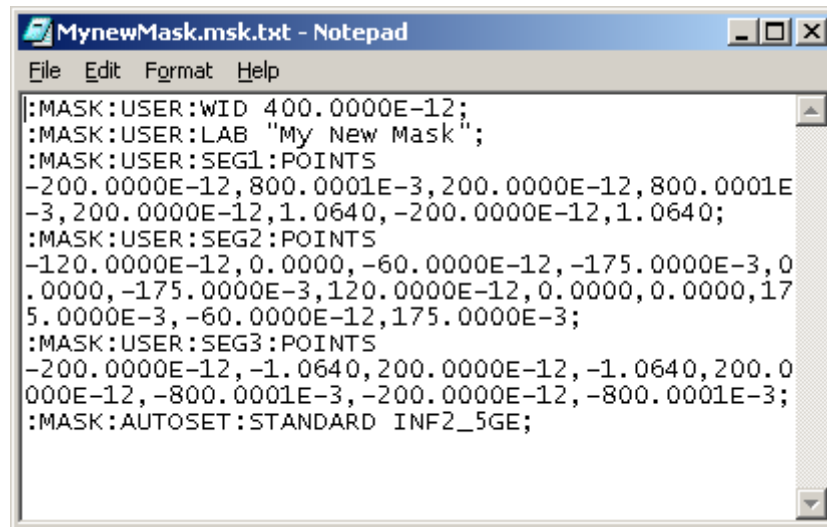 MynewMask.msk.txt - Notepad
File Edit Format Help
:MASK:USER:WID 400.0000E-12;
:MASK:USER:LAB "My New Mask";
:MASK:USER:SEG1:POINTS
-200.0000E-12,800.0001E-3,200.0000E-12,800.0001E
-3,200.0000E-12,1.0640,-200.0000E-12,1.0640;
:MASK:USER:SEG2:POINTS
-120.0000E-12,0.0000,-60.0000E-12,-175.0000E-3,0
.0000,-175.0000E-3,120.0000E-12,0.0000,0.0000,17
5.0000E-3,-60.0000E-12,175.0000E-3;
:MASK:USER:SEG3:POINTS
-200.0000E-12,-1.0640,200.0000E-12,-1.0640,200.0
000E-12,-800.0001E-3,-200.0000E-12,-800.0001E-3;
:MASK:AUTOSET:STANDARD INF2_5GE;